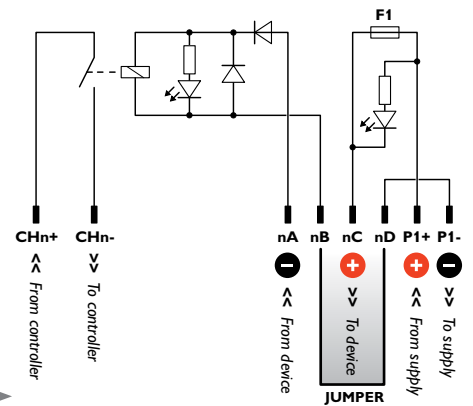 F1
CHn+ CHn- nA nB nC nD P1+ P1-
<< From controller
>> To controller
<< From device
>> To device
<< From supply
>> To supply
JUMPER